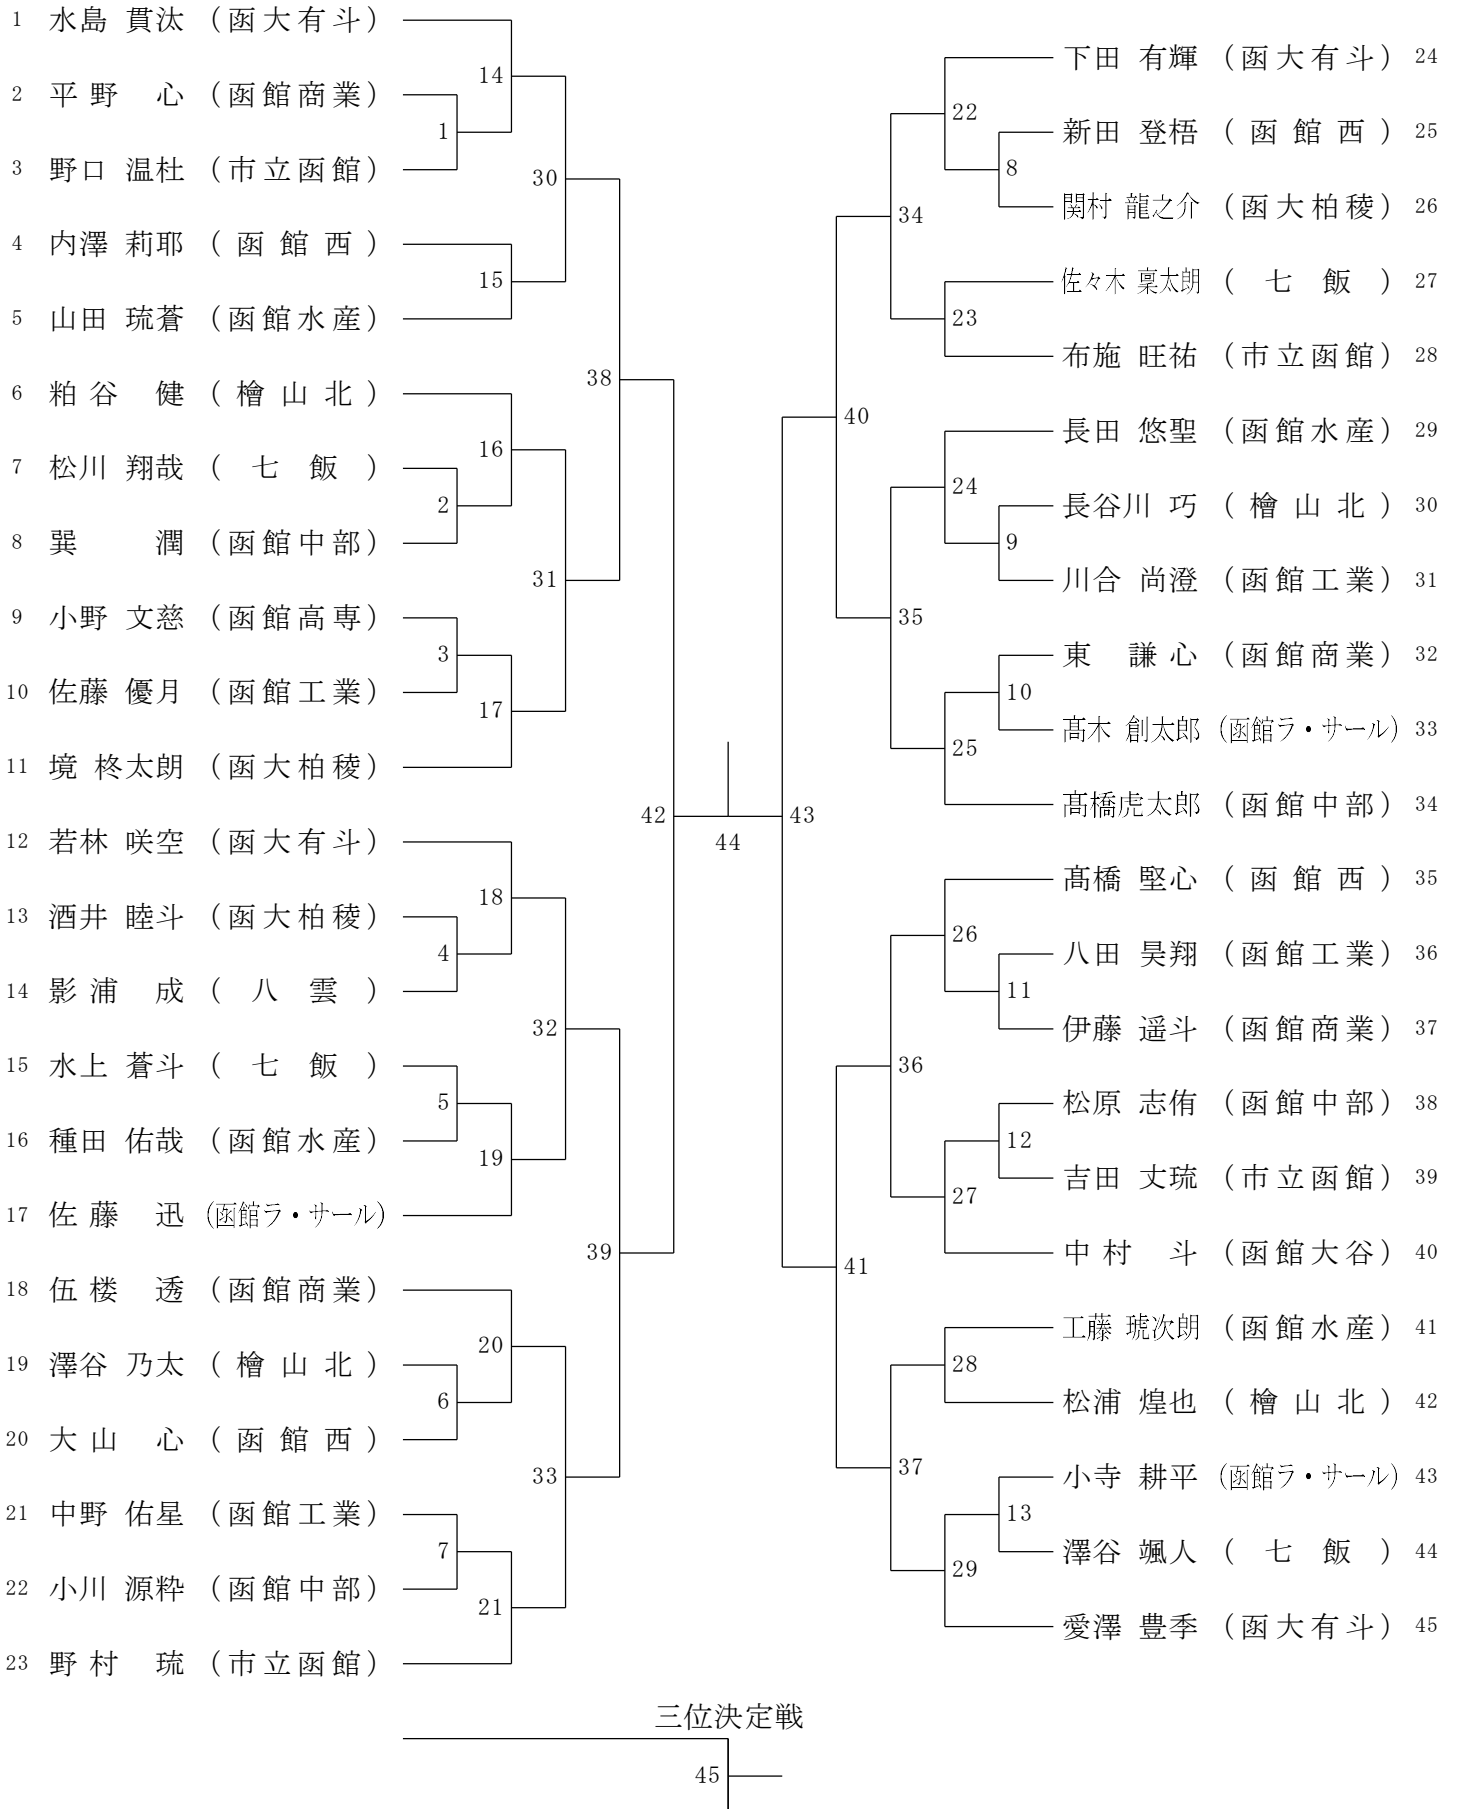 1 水島 貫汰 (函大有斗)
2 平野 心 (函館商業)
3 野口 温杜 (市立函館)
4 内澤 莉耶 (函館西)
5 山田 琉蒼 (函館水産)
6 粕谷 健 (檜山北)
7 松川 翔哉 (七飯)
8 巽 潤 (函館中部)
9 小野 文慈 (函館高専)
10 佐藤 優月 (函館工業)
11 境 柊太朗 (函大柏稜)
12 若林 咲空 (函大有斗)
13 酒井 睦斗 (函大柏稜)
14 影浦 成 (八雲)
15 水上 蒼斗 (七飯)
16 種田 佑哉 (函館水産)
17 佐藤 迅 (函館ラ・サール)
18 伍楼 透 (函館商業)
19 澤谷 乃太 (檜山北)
20 大山 心 (函館西)
21 中野 佑星 (函館工業)
22 小川 源粋 (函館中部)
23 野村 琉 (市立函館)
1
2
3
4
5
6
7
14
15
16
17
18
19
20
21
30
31
32
33
38
39
42
44
43
40
41
34
35
36
37
22
23
24
25
26
27
28
29
8
9
10
11
12
13
下田 有輝 (函大有斗) 24
新田 登梧 (函館西) 25
関村 龍之介 (函大柏稜) 26
佐々木 稟太朗 (七飯) 27
布施 旺祐 (市立函館) 28
長田 悠聖 (函館水産) 29
長谷川 巧 (檜山北) 30
川合 尚澄 (函館工業) 31
東 謙心 (函館商業) 32
髙木 創太郎 (函館ラ・サール) 33
髙橋虎太郎 (函館中部) 34
髙橋 堅心 (函館西) 35
八田 昊翔 (函館工業) 36
伊藤 遥斗 (函館商業) 37
松原 志侑 (函館中部) 38
吉田 丈琉 (市立函館) 39
中村 斗 (函館大谷) 40
工藤 琥次朗 (函館水産) 41
松浦 煌也 (檜山北) 42
小寺 耕平 (函館ラ・サール) 43
澤谷 颯人 (七飯) 44
愛澤 豊季 (函大有斗) 45
三位決定戦
45